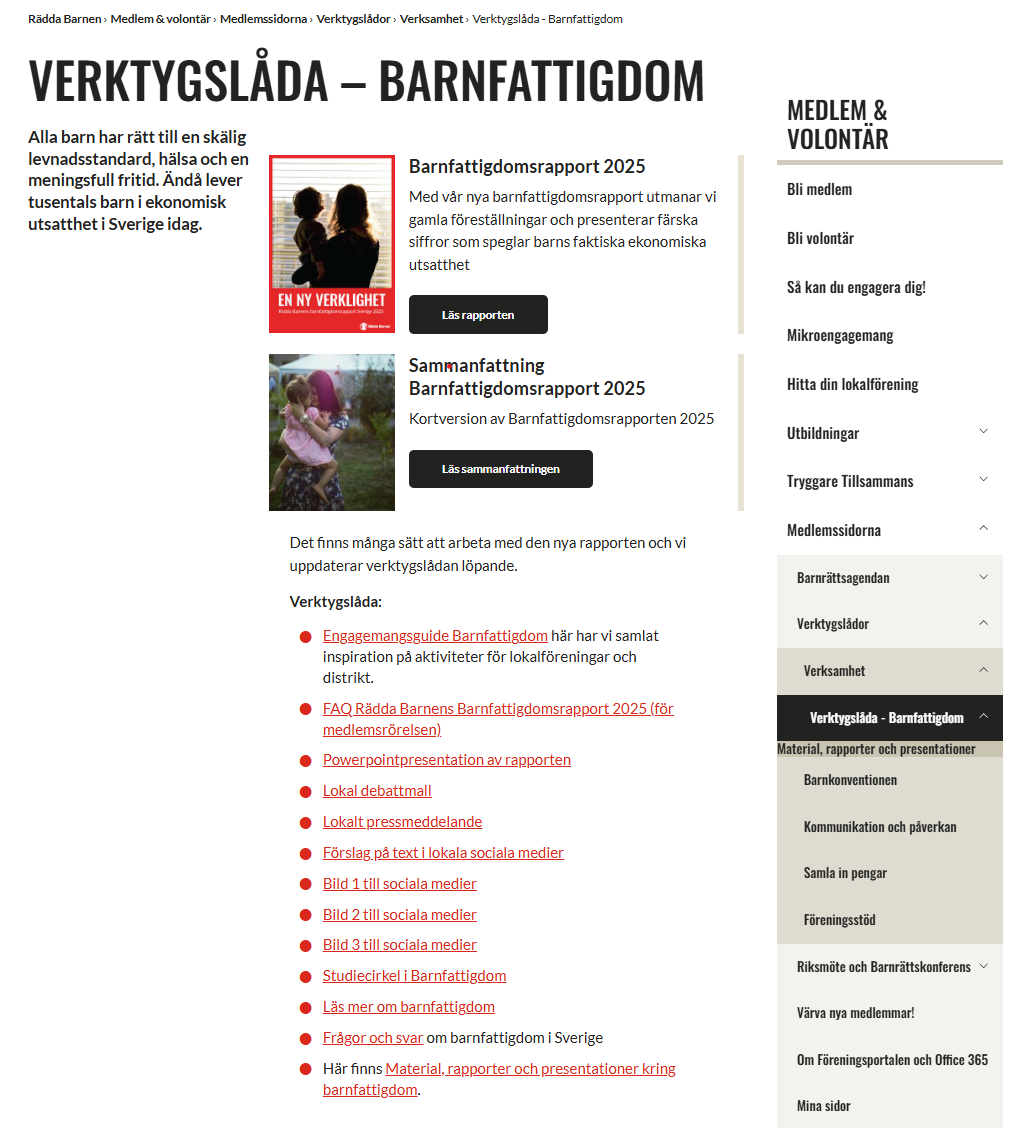 Rädda Barnen › Medlem & volontär › Medlemssidorna › Verktygslådor › Verksamhet › Verktygslåda - Barnfattigdom
VERKTYGSLÅDA – BARNFATTIGDOM
Alla barn har rätt till en skälig
levnadsstandard, hälsa och en
meningsfull fritid. Ändå lever
tusentals barn i ekonomisk
utsatthet i Sverige idag.
EN NY VERKLIGHET
Rädda Barnens barnfattigdomsrapport Sverige 2025
Rädda Barnen
Barnfattigdomsrapport 2025
Med vår nya barnfattigdomsrapport utmanar vi
gamla föreställningar och presenterar färska
siffror som speglar barns faktiska ekonomiska
utsatthet
Läs rapporten
Sammanfattning
Barnfattigdomsrapport 2025
Kortversion av Barnfattigdomsrapporten 2025
Läs sammanfattningen
Det finns många sätt att arbeta med den nya rapporten och vi
uppdaterar verktygslådan löpande.
Verktygslåda:
Engagemangsguide Barnfattigdom här har vi samlat
inspiration på aktiviteter för lokalföreningar och
distrikt.
FAQ Rädda Barnens Barnfattigdomsrapport 2025 (för
medlemsrörelsen)
Powerpointpresentation av rapporten
Lokal debattmall
Lokalt pressmeddelande
Förslag på text i lokala sociala medier
Bild 1 till sociala medier
Bild 2 till sociala medier
Bild 3 till sociala medier
Studiecirkel i Barnfattigdom
Läs mer om barnfattigdom
Frågor och svar om barnfattigdom i Sverige
Här finns Material, rapporter och presentationer kring
barnfattigdom.
MEDLEM &
VOLONTÄR
Bli medlem
Bli volontär
Så kan du engagera dig!
Mikroengagemang
Hitta din lokalförening
Utbildningar
Tryggare Tillsammans
Medlemssidorna
Barnrättsagendan
Verktygslådor
Verksamhet
Verktygslåda - Barnfattigdom
Material, rapporter och presentationer
Barnkonventionen
Kommunikation och påverkan
Samla in pengar
Föreningsstöd
Riksmöte och Barnrättskonferens
Värva nya medlemmar!
Om Föreningsportalen och Office 365
Mina sidor